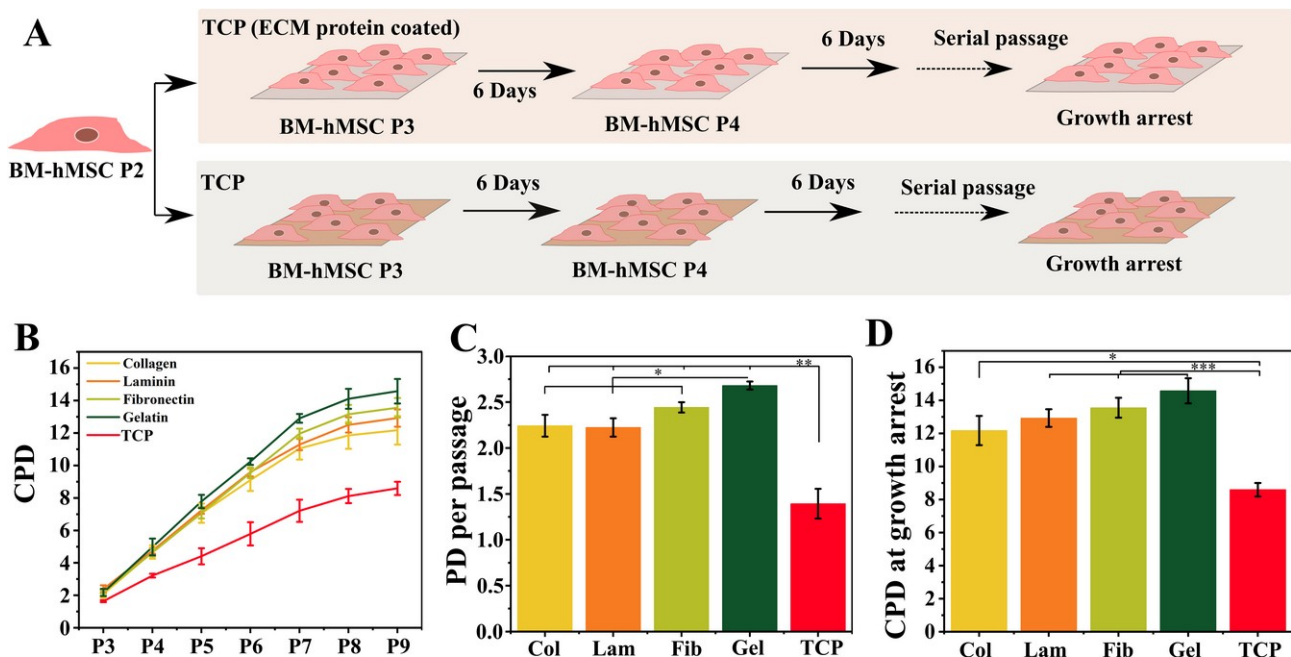 A
TCP (ECM protein coated)
6 Days
6 Days
Serial passage
BM-hMSC P3
BM-hMSC P4
Growth arrest
BM-hMSC P2
TCP
6 Days
6 Days
Serial passage
BM-hMSC P3
BM-hMSC P4
Growth arrest
B
Collagen
Laminin
Fibronectin
Gelatin
TCP
CPD
16
14
12
10
8
6
4
2
0
P3 P4 P5 P6 P7 P8 P9
C
PD per passage
3.0
2.5
2.0
1.5
1.0
0.5
0.0
*
**
Col Lam Fib Gel TCP
D
CPD at growth arrest
16
14
12
10
8
6
4
2
0
*
***
Col Lam Fib Gel TCP